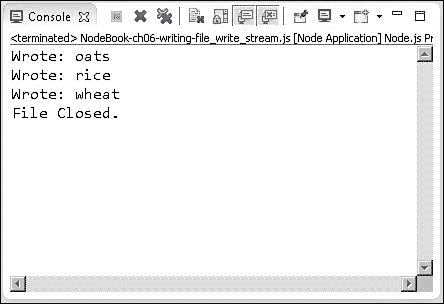 Console
<terminated> NodeBook-ch06-writing-file_write_stream.js [Node Application] Node.js Pr
Wrote: oats
Wrote: rice
Wrote: wheat
File Closed.